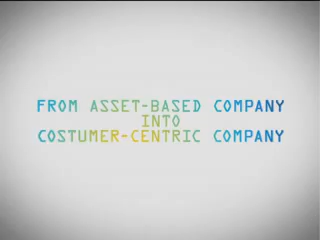 FROM ASSET-BASED COMPANY
INTO
COSTUMER-CENTRIC COMPANY